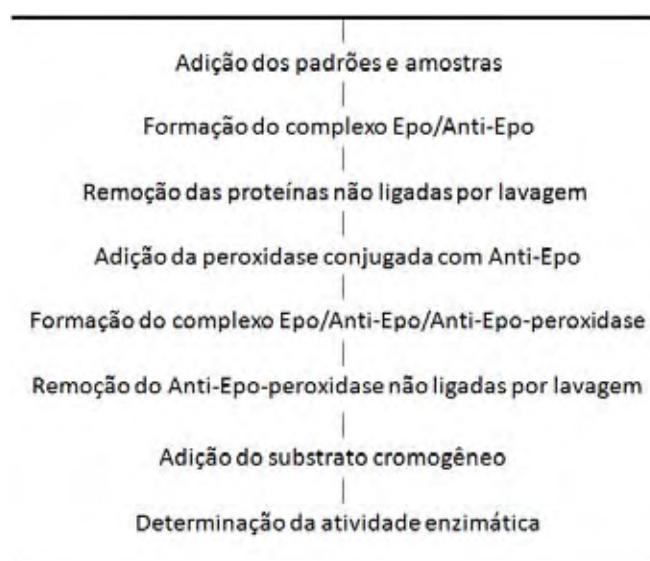 Adição dos padrões e amostras
Formação do complexo Epo/Anti-Epo
Remoção das proteínas não ligadas por lavagem
Adição da peroxidase conjugada com Anti-Epo
Formação do complexo Epo/Anti-Epo/Anti-Epo-peroxidase
Remoção do Anti-Epo-peroxidase não ligadas por lavagem
Adição do substrato cromogêneo
Determinação da atividade enzimática